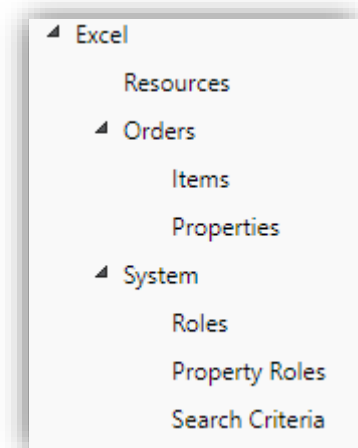 Excel
Resources
Orders
Items
Properties
System
Roles
Property Roles
Search Criteria